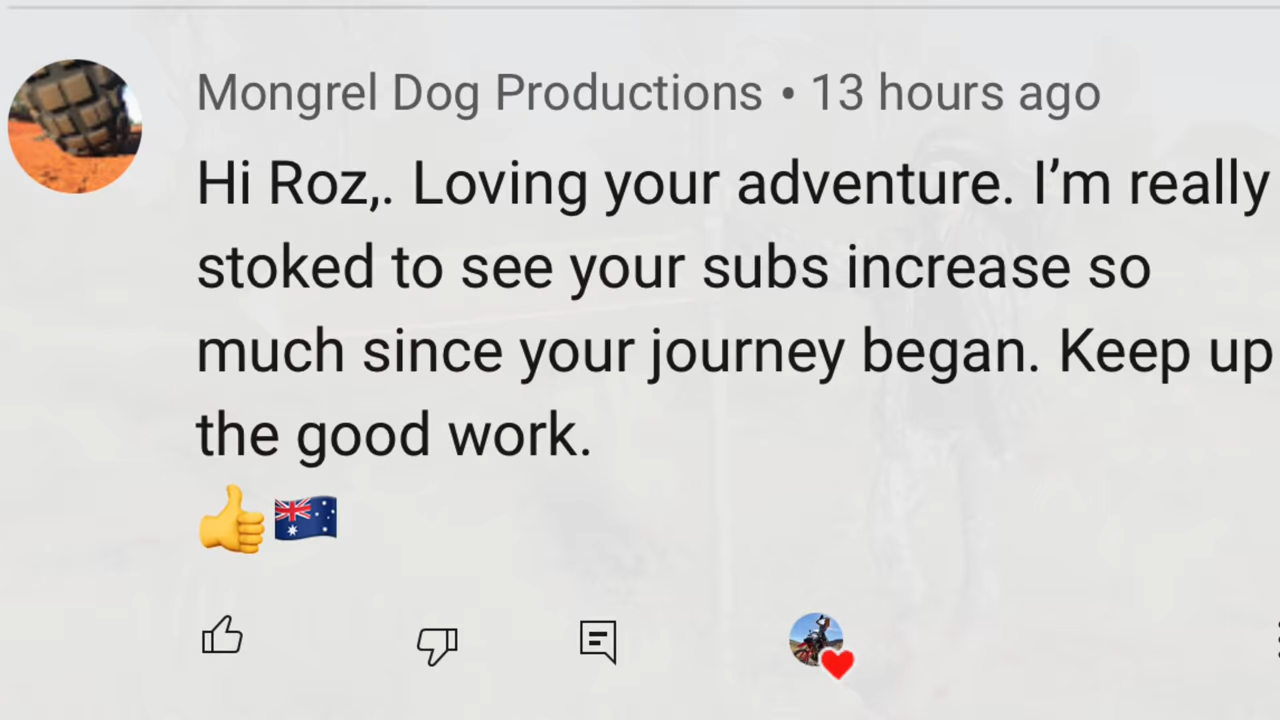 Mongrel Dog Productions • 13 hours ago
Hi Roz,. Loving your adventure. I’m really
stoked to see your subs increase so
much since your journey began. Keep up
the good work.
👍🇦🇺